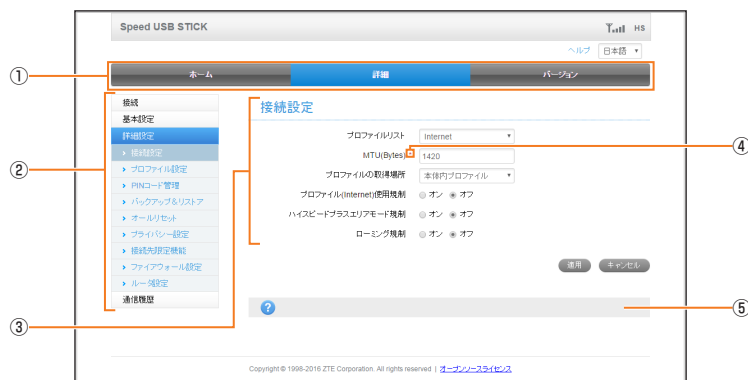 Speed USB STICK HS
ヘルプ 日本語
① ホーム 詳細 バージョン
②
接続
基本設定
詳細設定
接続設定
プロファイル設定
PINコード管理
バックアップ&リストア
オールリセット
プライバシー設定
接続先限定機能
ファイアウォール設定
ルータ設定
通信履歴
③
接続設定
プロファイルリスト Internet
MTU(Bytes) 1420
④
プロファイルの取得場所 本体内プロファイル
プロファイル(Internet)使用規制 オン オフ
ハイスピードプラスエリアモード規制 オン オフ
ローミング規制 オン オフ
適用 キャンセル
?
⑤
Copyright © 1998-2016 ZTE Corporation. All rights reserved | オープンソースライセンス